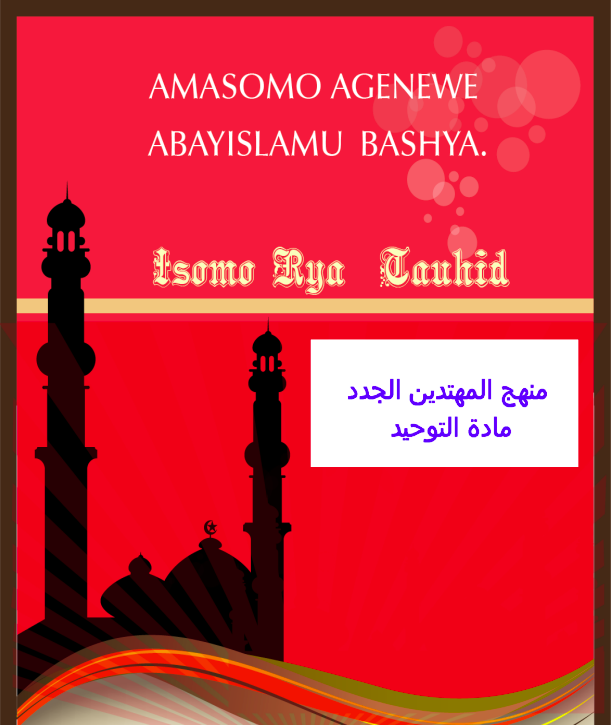 AMASOMO AGENEWE
ABAYISLAMU BASHYA.
Isomo Rya Tauhid
منهج المهتدين الجدد
مادة التوحيد